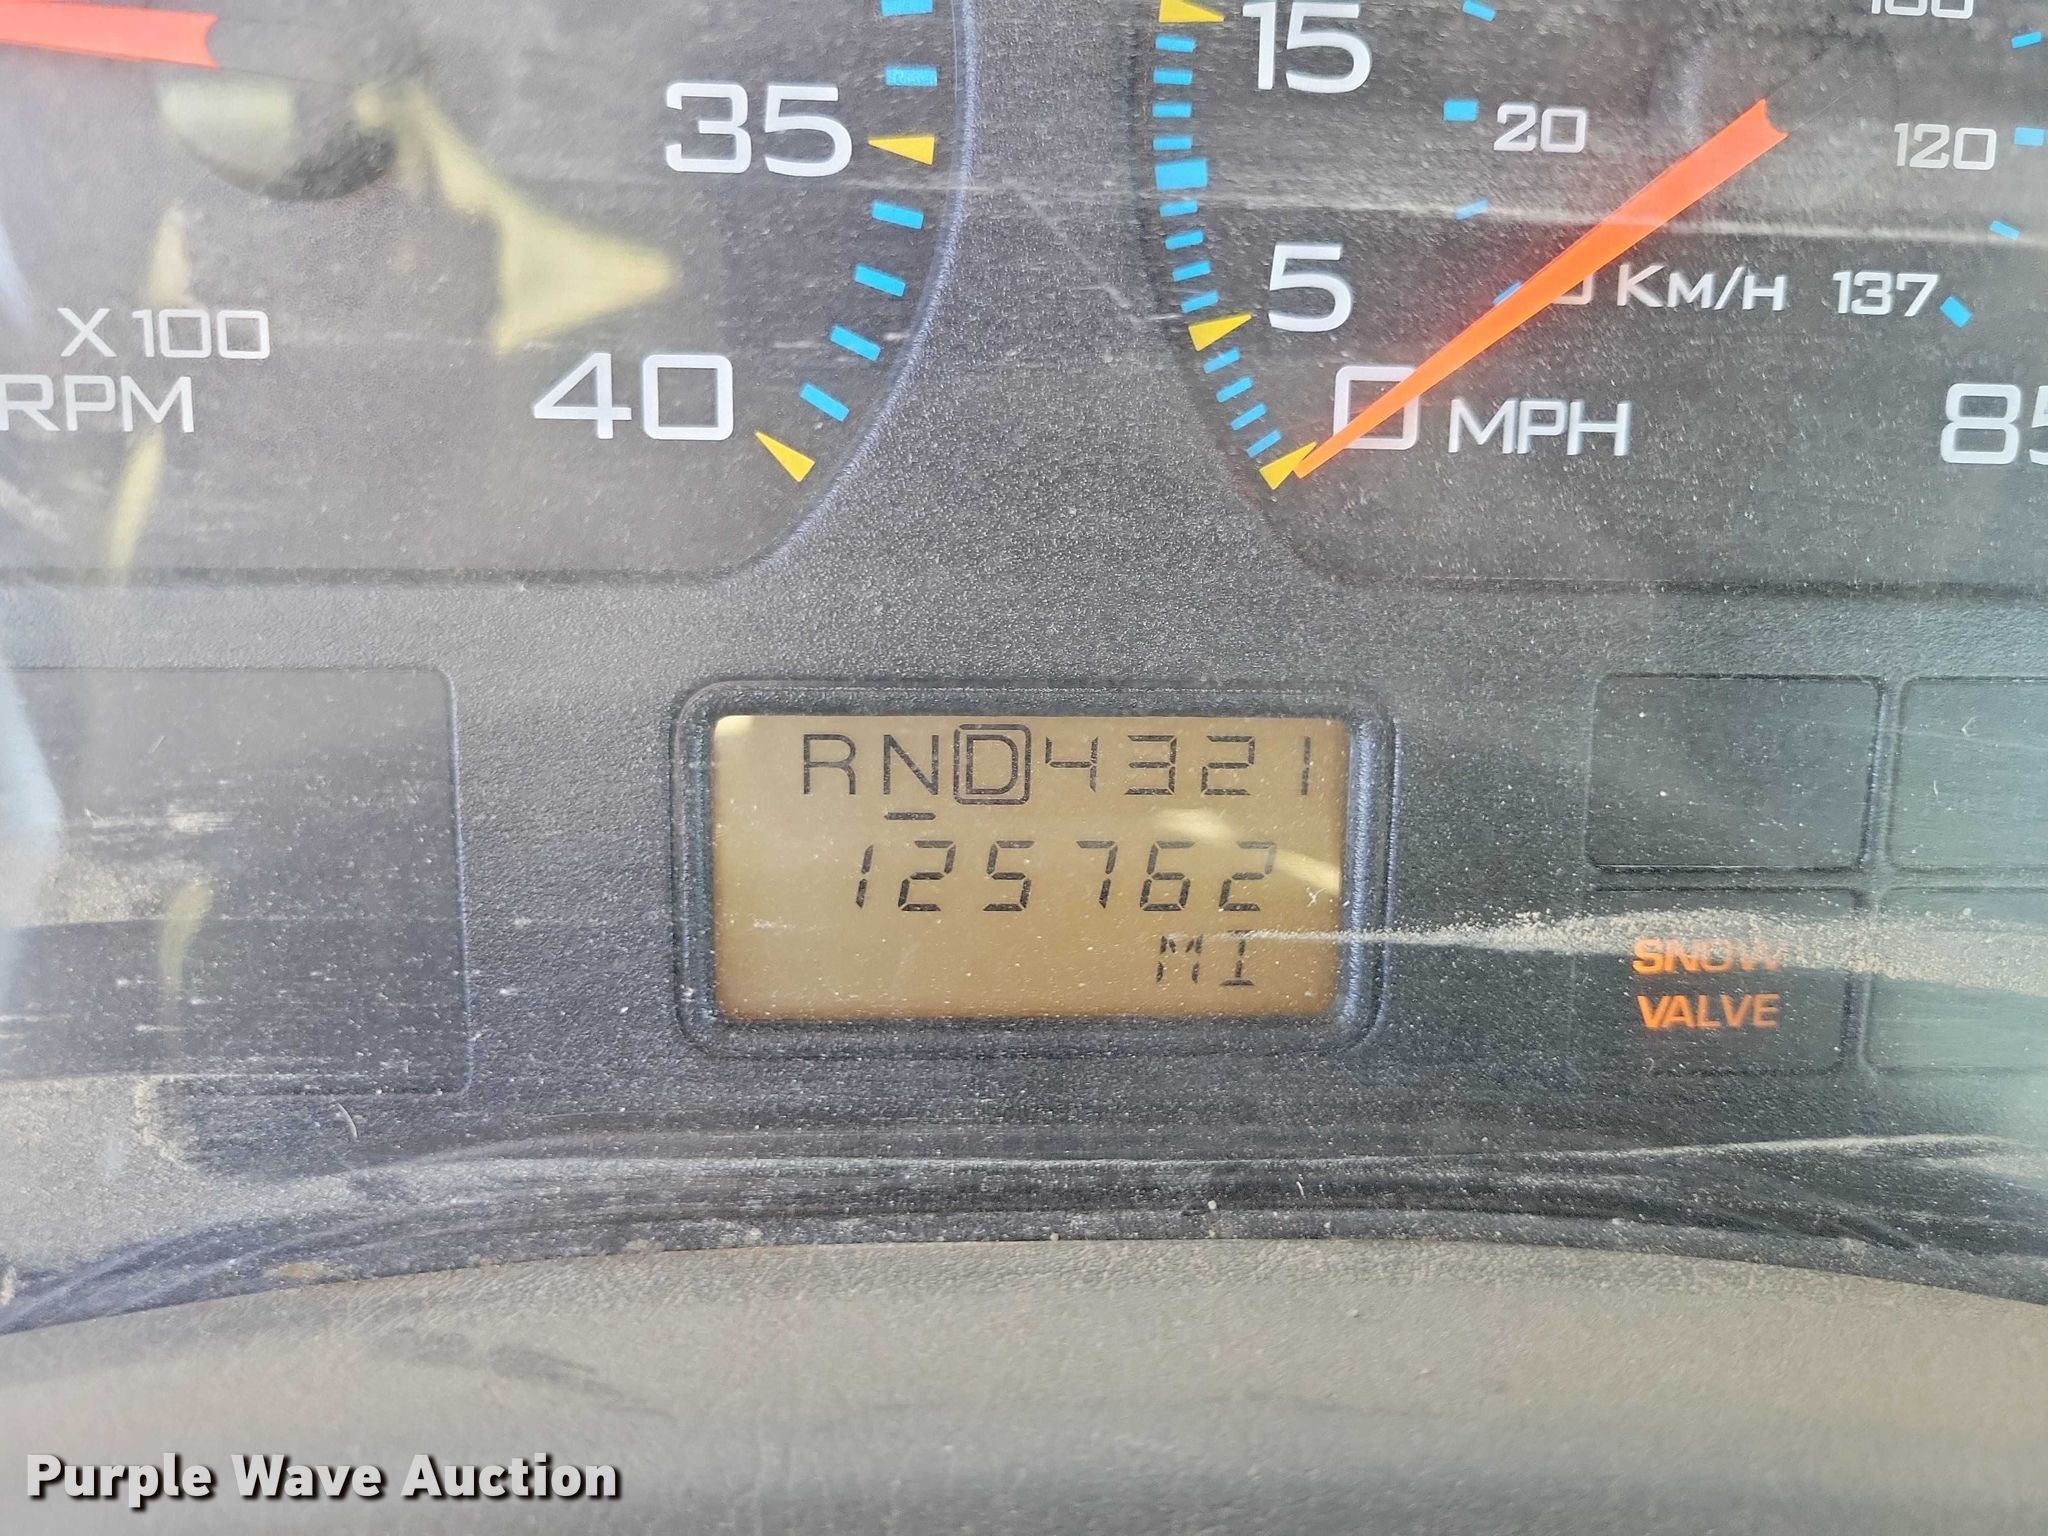 35
40
X 100
RPM
15
5
0 MPH
20
120
KM/H 137
85
RND4321
125762
MI
SNOW
VALVE
Purple Wave Auction